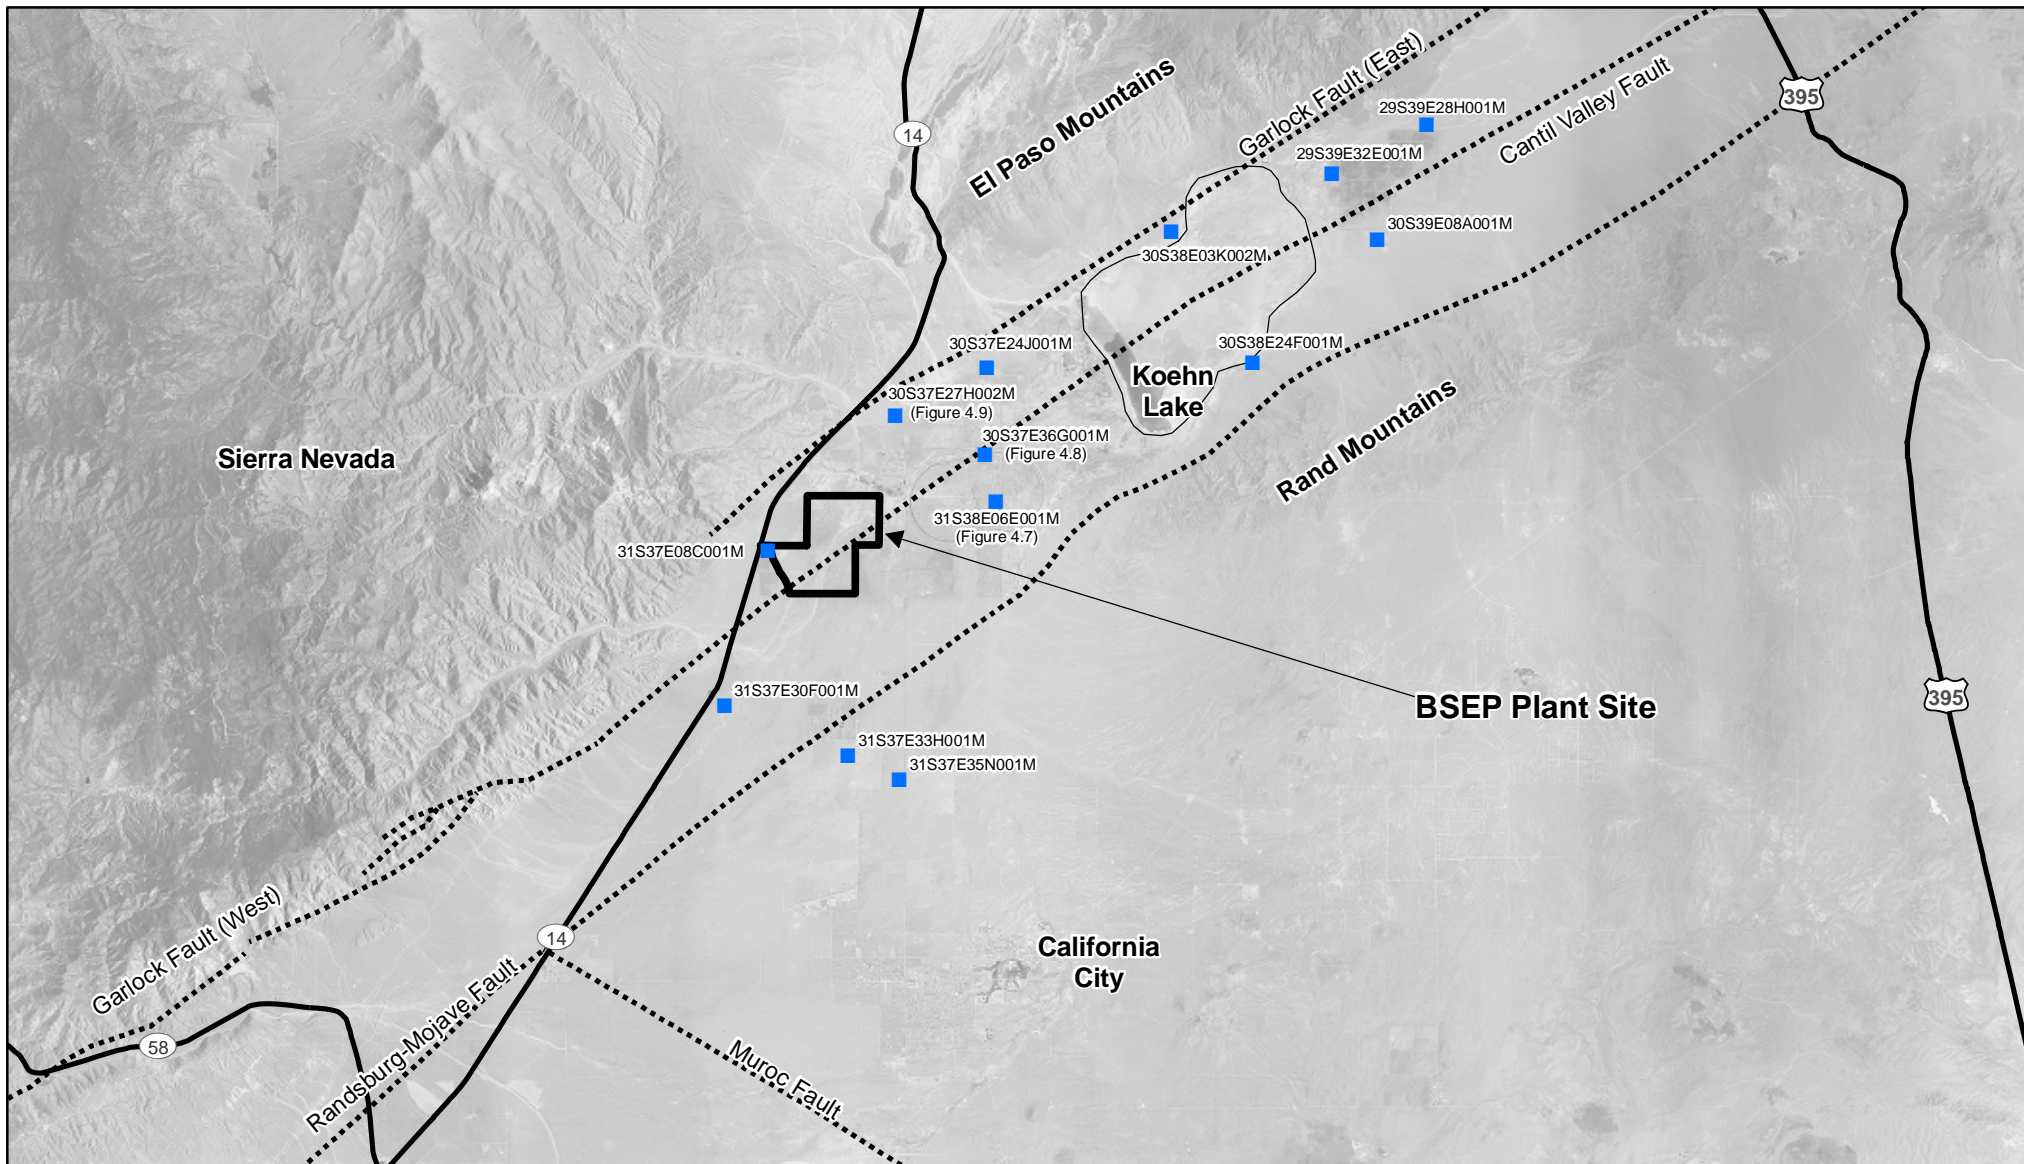 Garlock Fault (East)
El Paso Mountains
Cantil Valley Fault
395
29S39E28H001M
14
29S39E32E001M
30S39E08A001M
30S38E03K002M
30S37E24J001M
30S38E24F001M
Koehn
Lake
30S37E27H002M
(Figure 4.9)
30S37E36G001M
(Figure 4.8)
Rand Mountains
Sierra Nevada
31S38E06E001M
(Figure 4.7)
31S37E08C001M
31S37E30F001M
BSEP Plant Site
395
31S37E33H001M
31S37E35N001M
Garlock Fault (West)
14
California
City
Randsburg-Mojave Fault
58
Muroc Fault